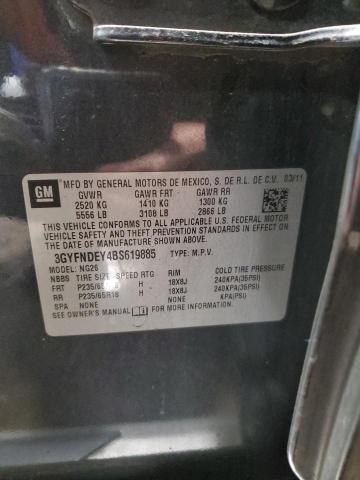 GM
MFD BY GENERAL MOTORS DE MEXICO, S. DE R.L. DE C.V. 03/11
GVWR GAWR FRT GAWR RR
2520 KG 1410 KG 1300 KG
5556 LB 3108 LB 2866 LB
THIS VEHICLE CONFORMS TO ALL APPLICABLE U.S. FEDERAL MOTOR
VEHICLE SAFETY AND THEFT PREVENTION STANDARDS IN EFFECT ON
THE DATE OF MANUFACTURE SHOWN ABOVE.
3GYFNDEY4BS619885 TYPE: M.P.V.
MODEL: NG26
NBBS TIRE SIZE SPEED RTG RIM COLD TIRE PRESSURE
FRT P235/65R18 H 18X8J 240KPA(35PSI)
RR P235/65R18 H 18X8J 240KPA(35PSI)
SPA NONE NONE KPA(PSI)
SEE OWNER'S MANUAL FOR MORE INFORMATION.